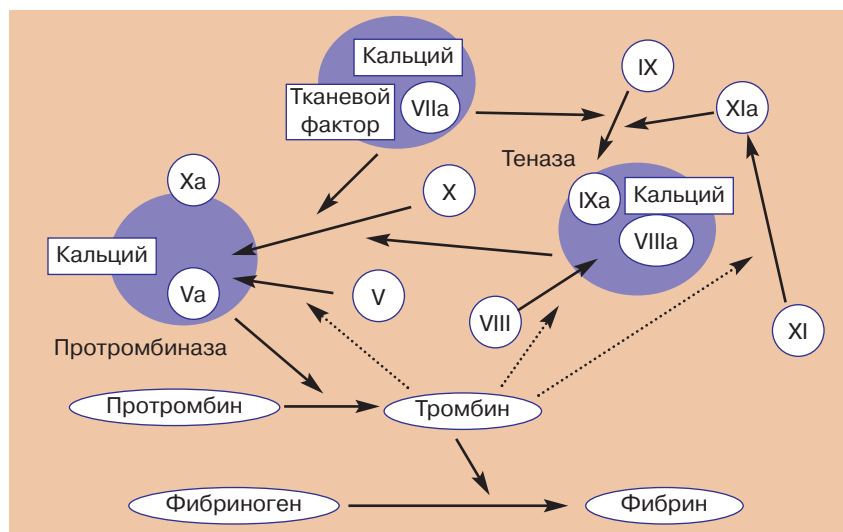 Кальций
Тканевой
фактор
VIIa
IX
XIa
Теназа
Xa
X
IXa
Кальций
VIIIa
Кальций
Va
V
VIII
XI
Протромбиназа
Протромбин
Тромбин
Фибриноген
Фибрин